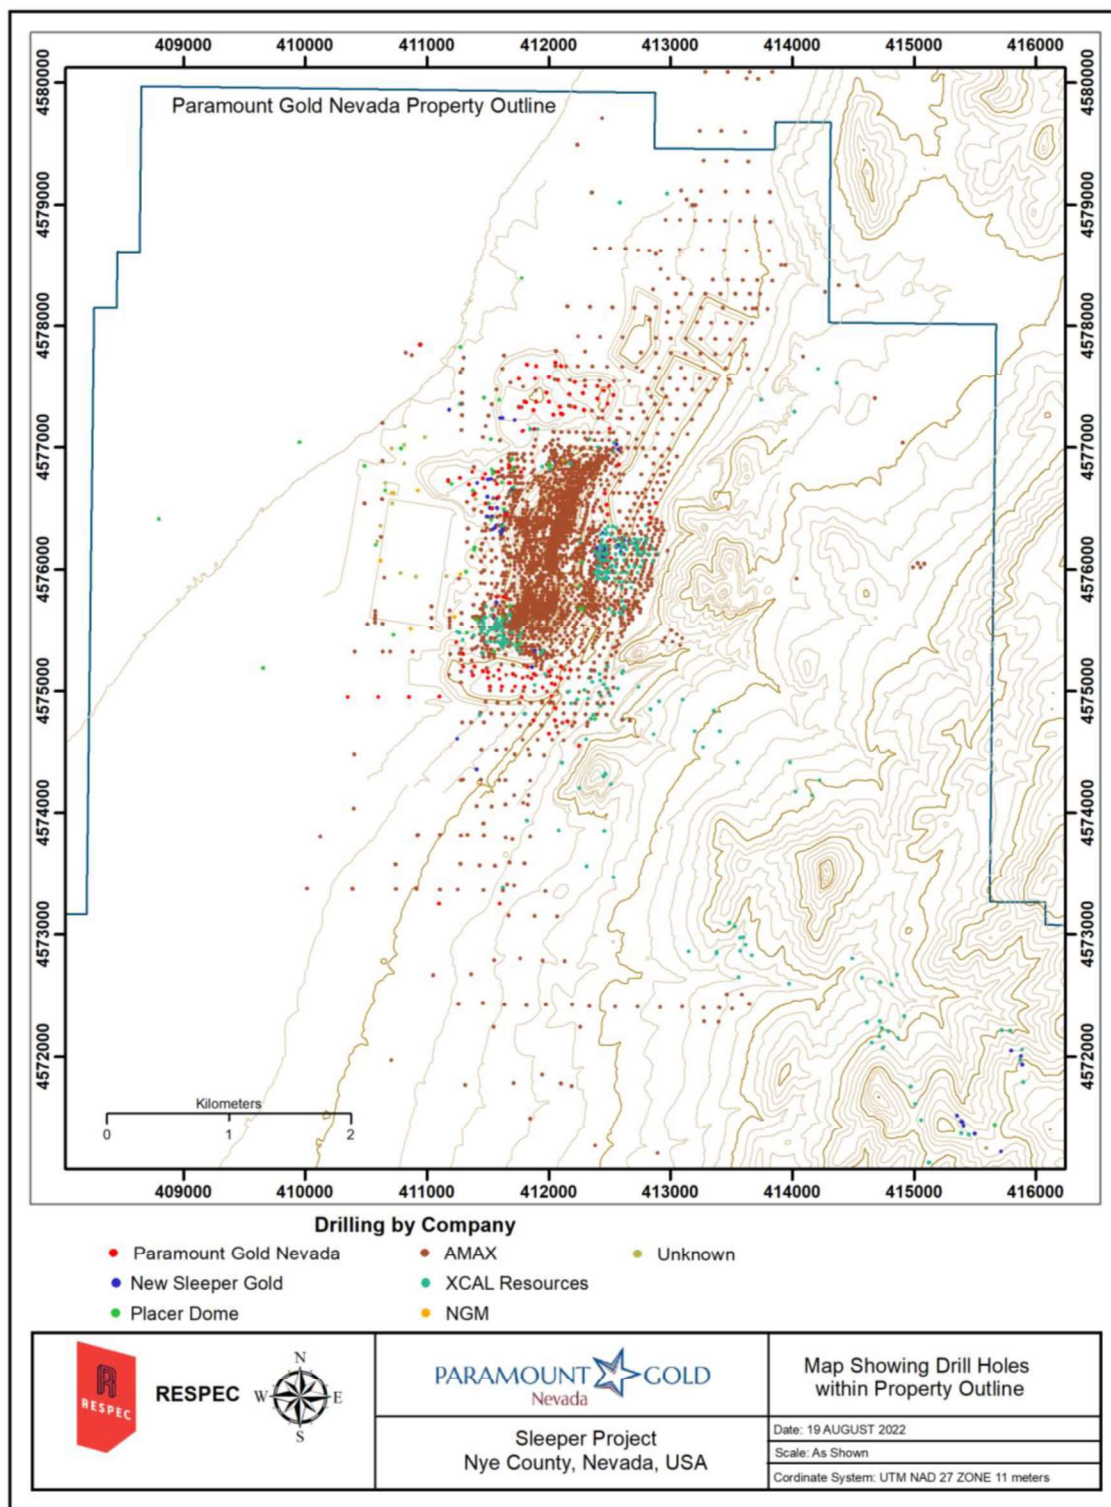 409000 410000 411000 412000 413000 414000 415000 416000
4580000
4580000
Paramount Gold Nevada Property Outline
4579000
4579000
4578000
4578000
4577000
4577000
4576000
4576000
4575000
4575000
4574000
4574000
4573000
4573000
4572000
4572000
Kilometers
0 1 2
409000 410000 411000 412000 413000 414000 415000 416000
Drilling by Company
Paramount Gold Nevada
AMAX
Unknown
New Sleeper Gold
XCAL Resources
Placer Dome
NGM
RESPEC
RESPEC
N
W E
S
PARAMOUNT GOLD
Nevada
Sleeper Project
Nye County, Nevada, USA
Map Showing Drill Holes
within Property Outline
Date: 19 AUGUST 2022
Scale: As Shown
Cordinate System: UTM NAD 27 ZONE 11 meters